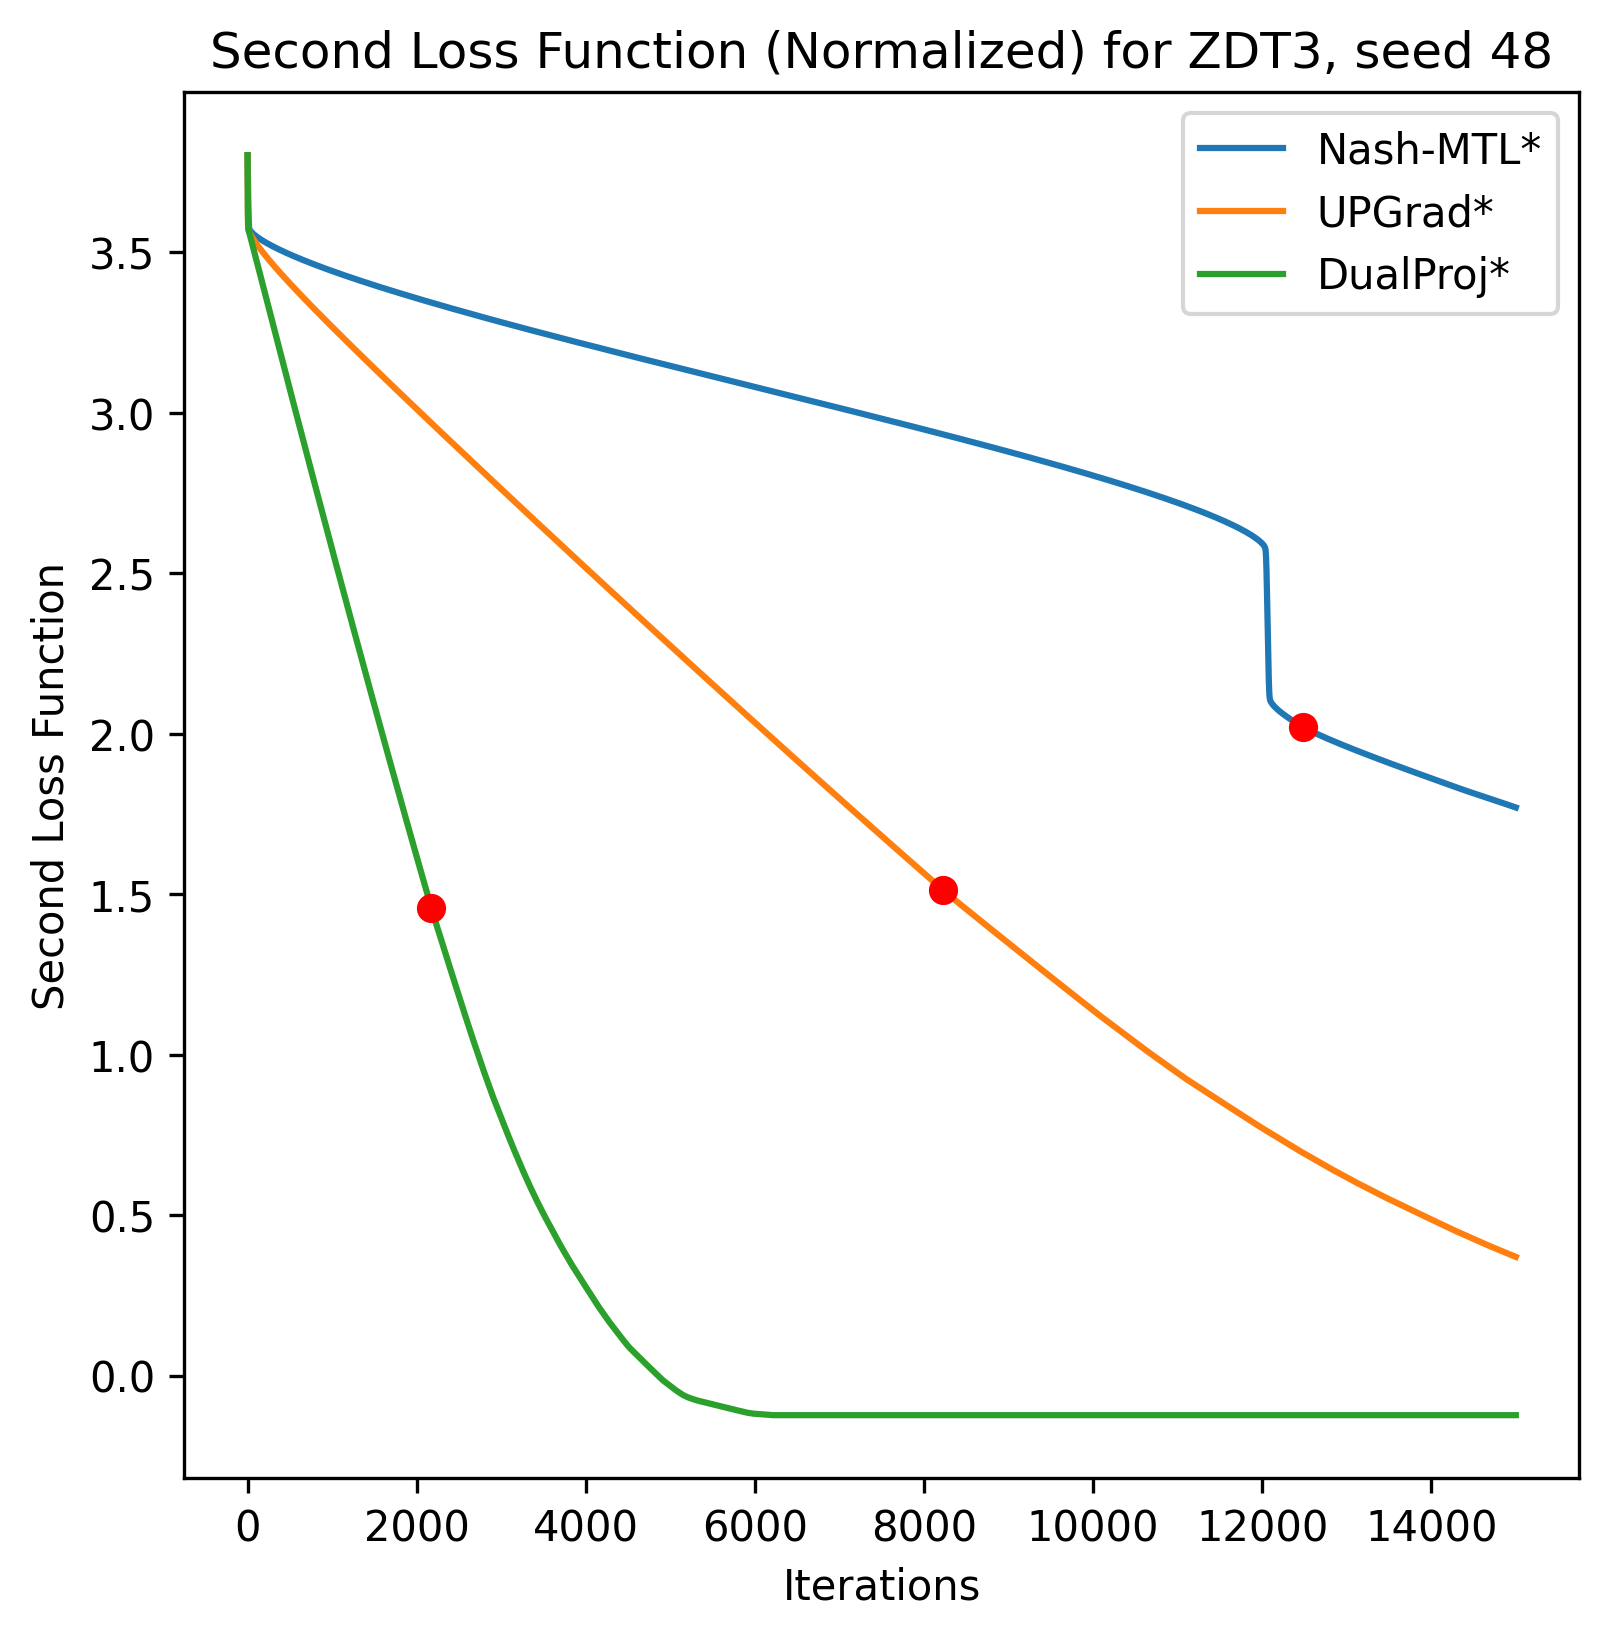 Second Loss Function (Normalized) for ZDT3, seed 48
Nash-MTL*
UPGrad*
DualProj*
Second Loss Function
3.5
3.0
2.5
2.0
1.5
1.0
0.5
0.0
0 2000 4000 6000 8000 10000 12000 14000
Iterations